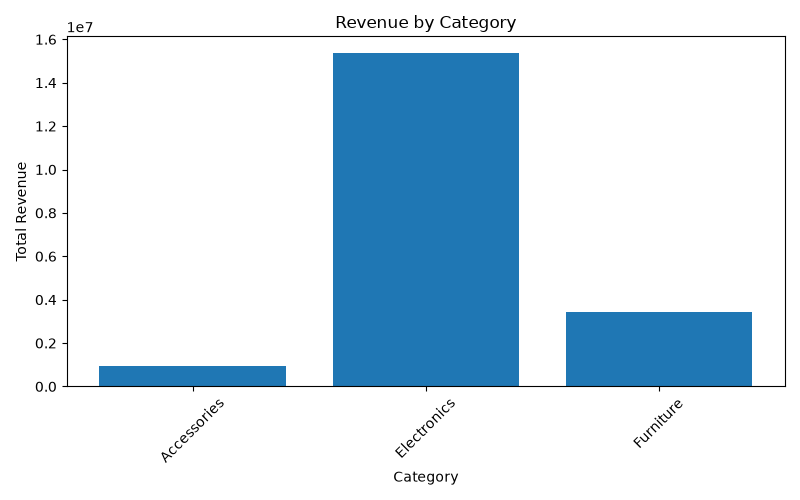 Revenue by Category
1e7
1.6
1.4
1.2
1.0
0.8
0.6
0.4
0.2
0.0
Total Revenue
Accessories
Electronics
Furniture
Category